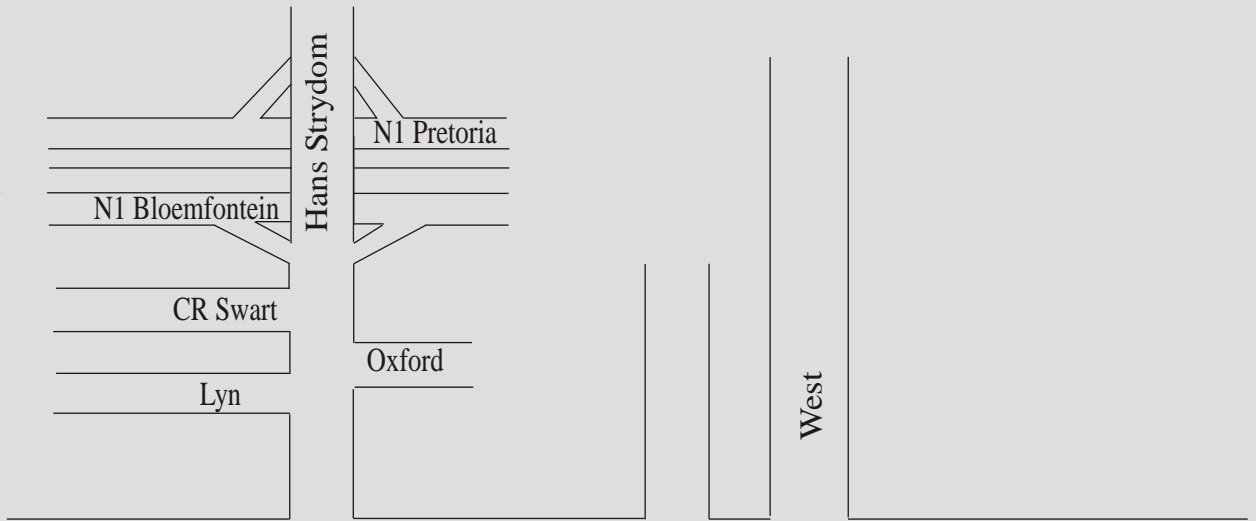 Hans Strydom
N1 Pretoria
N1 Bloemfontein
CR Swart
Oxford
Lyn
West